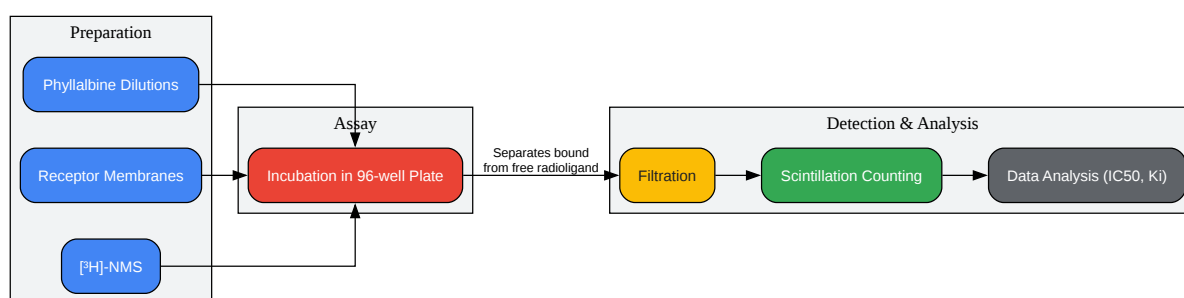 Preparation
Phyllalbine Dilutions
Receptor Membranes
[³H]-NMS
Assay
Incubation in 96-well Plate
Separates bound
from free radioligand
Detection & Analysis
Filtration
Scintillation Counting
Data Analysis (IC50, Ki)